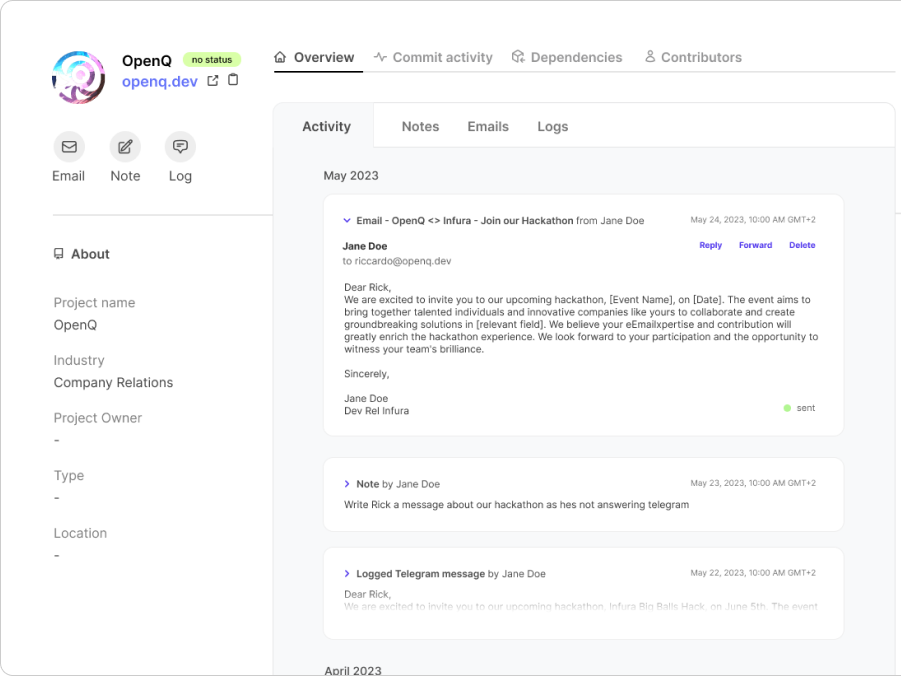 OpenQ no status
openq.dev
Email Note Log
About
Project name
OpenQ
Industry
Company Relations
Project Owner
-
Type
-
Location
-
Overview Commit activity Dependencies Contributors
Activity Notes Emails Logs
May 2023
Email - OpenQ <> Infura - Join our Hackathon from Jane Doe May 24, 2023, 10:00 AM GMT+2
Jane Doe Reply Forward Delete
to riccardo@openq.dev
Dear Rick,
We are excited to invite you to our upcoming hackathon, [Event Name], on [Date]. The event aims to
bring together talented individuals and innovative companies like yours to collaborate and create
groundbreaking solutions in [relevant field]. We believe your eEmailxpertise and contribution will
greatly enrich the hackathon experience. We look forward to your participation and the opportunity to
witness your team's brilliance.
Sincerely,
Jane Doe
Dev Rel Infura
sent
Note by Jane Doe May 23, 2023, 10:00 AM GMT+2
Write Rick a message about our hackathon as hes not answering telegram
Logged Telegram message by Jane Doe May 22, 2023, 10:00 AM GMT+2
Dear Rick,
We are excited to invite you to our upcoming hackathon, Infura Big Balls Hack, on June 5th. The event
April 2023